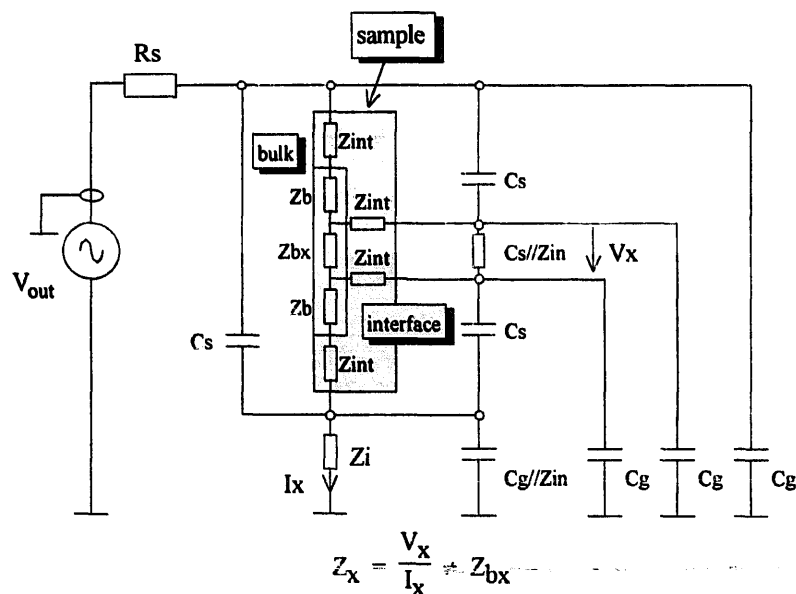 sample
Rs
Zint
bulk
Cs
Zb
Zint
Zbx
Cs//Zin
Vx
Zint
Vout
Zb
interface
Cs
Cs
Zint
Zi
Ix
Cg//Zin
Cg
Cg
Cg
Zx = Vx / Ix ≠ Zbx